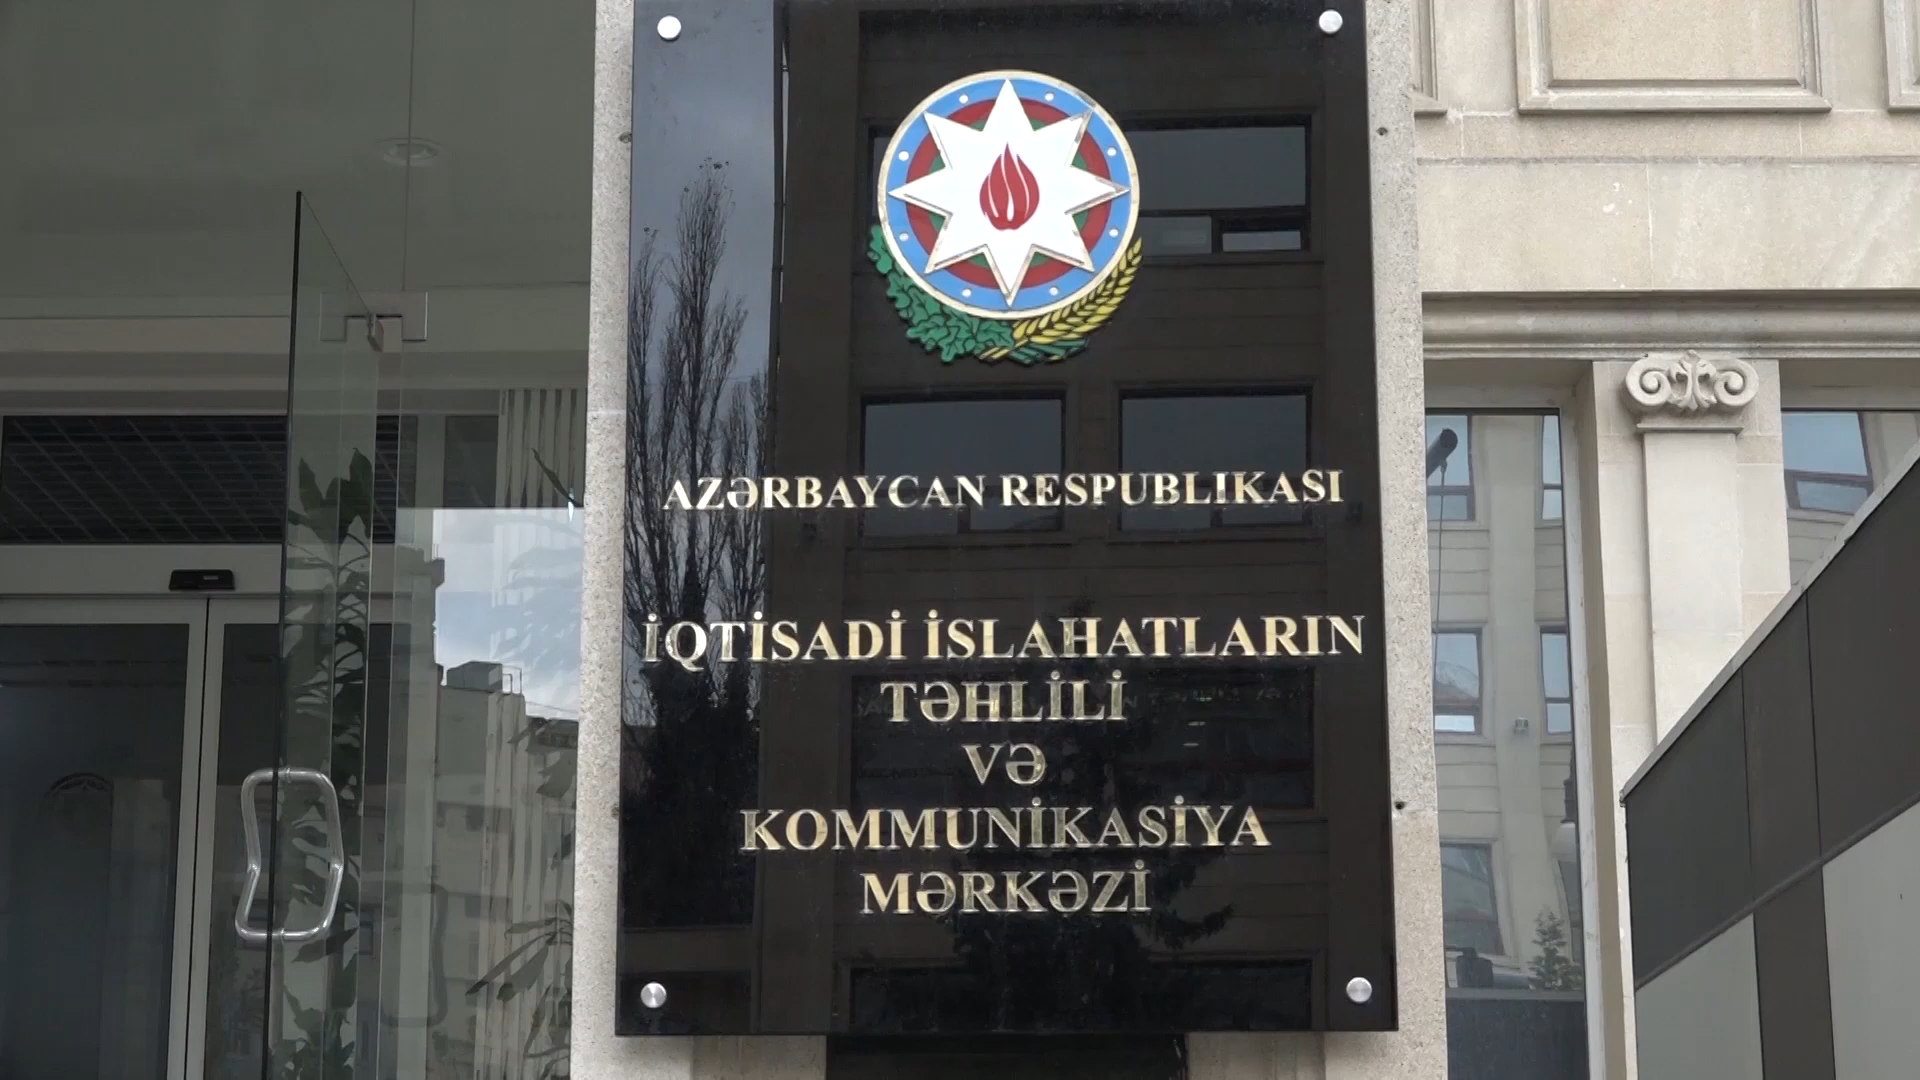 AZƏRBAYCAN RESPUBLIKASI
İQTİSADİ İSLAHATLARIN
TƏHLİLİ
VƏ
KOMMUNİKASİYA
MƏRKƏZİ